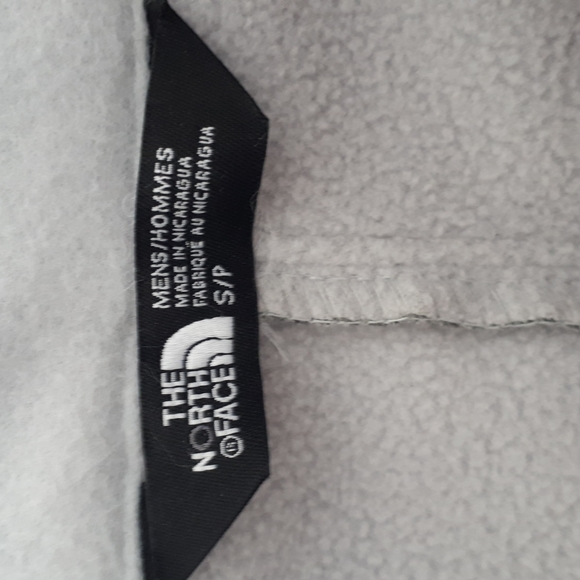 THE
NORTH
FACE
MENS/HOMMES
MADE IN NICARAGUA
FABRIQUÉ AU NICARAGUA
S/P